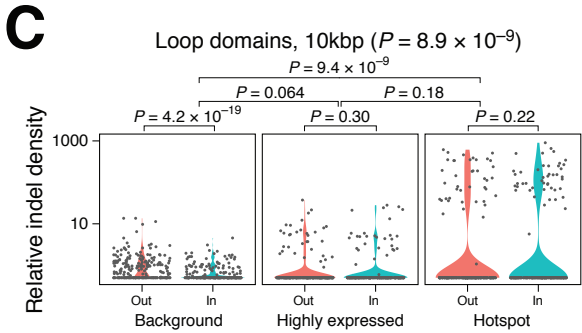 C
Loop domains, 10kbp (P = 8.9 × 10⁻⁹)
P = 9.4 × 10⁻⁹
P = 0.064
P = 0.18
P = 4.2 × 10⁻¹⁹
P = 0.30
P = 0.22
Relative indel density
1000
10
Out In Out In Out In
Background Highly expressed Hotspot